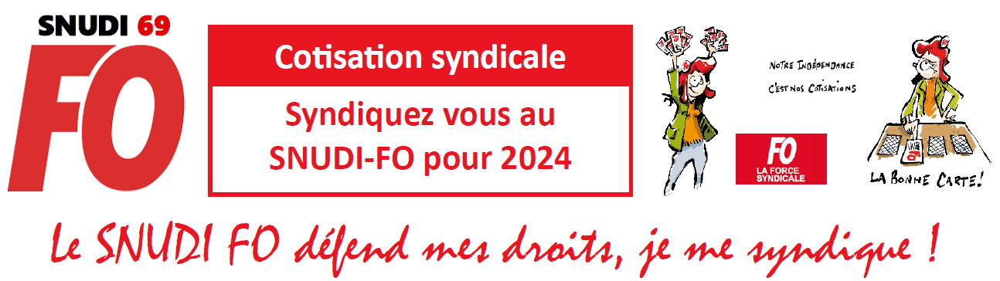 SNUDI 69
FO
Cotisation syndicale
Syndiquez vous au
SNUDI-FO pour 2024
NOTRE INDÉPENDANCE
C'EST NOS COTISATIONS
FO
LA FORCE
SYNDICALE
LA BONNE CARTE!
Le SNUDI FO défend mes droits, je me syndique !